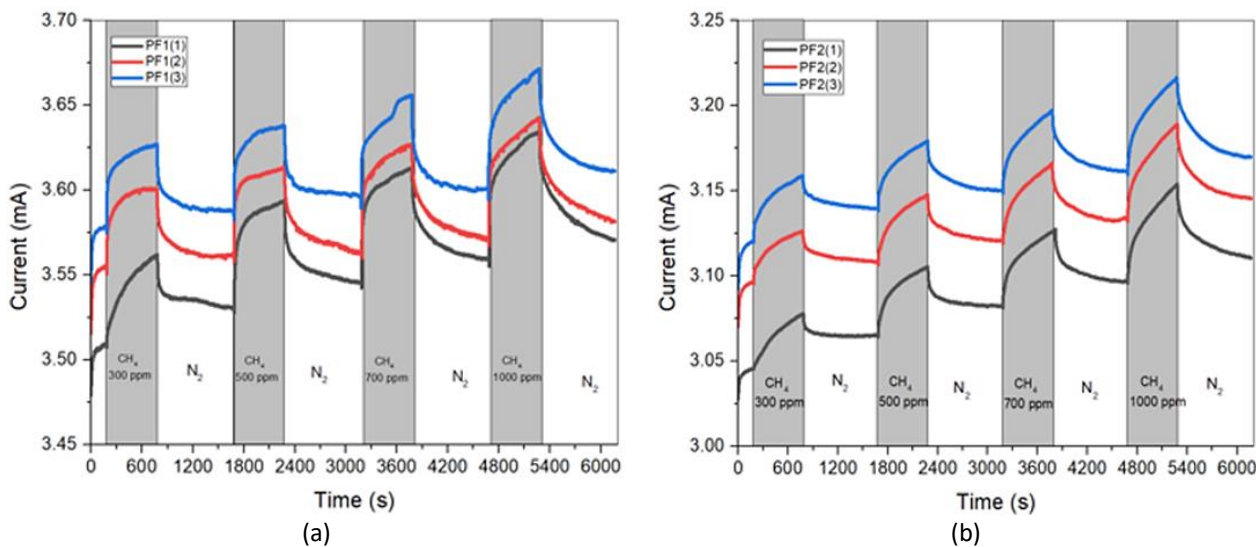 3.70
3.65
3.60
3.55
3.50
3.45
Current (mA)
PF1(1)
PF1(2)
PF1(3)
CH₄
300 ppm
N₂
CH₄
500 ppm
N₂
CH₄
700 ppm
N₂
CH₄
1000 ppm
N₂
0 600 1200 1800 2400 3000 3600 4200 4800 5400 6000
Time (s)
(a)
3.25
3.20
3.15
3.10
3.05
3.00
Current (mA)
PF2(1)
PF2(2)
PF2(3)
CH₄
300 ppm
N₂
CH₄
500 ppm
N₂
CH₄
700 ppm
N₂
CH₄
1000 ppm
N₂
0 600 1200 1800 2400 3000 3600 4200 4800 5400 6000
Time (s)
(b)